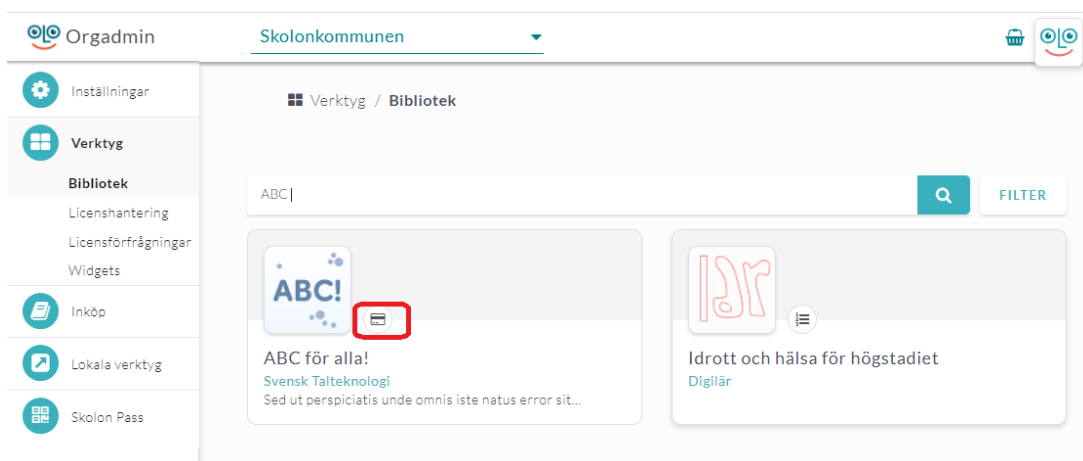 Orgadmin
Skolonkommunen
Inställningar
Verktyg
Bibliotek
Licenshantering
Licensförfrågningar
Widgets
Inköp
Lokala verktyg
Skolon Pass
Verktyg / Bibliotek
ABC
FILTER
ABC!
ABC för alla!
Svensk Talteknologi
Sed ut perspiciatis unde omnis iste natus error sit...
Idrott och hälsa för högstadiet
Digilär